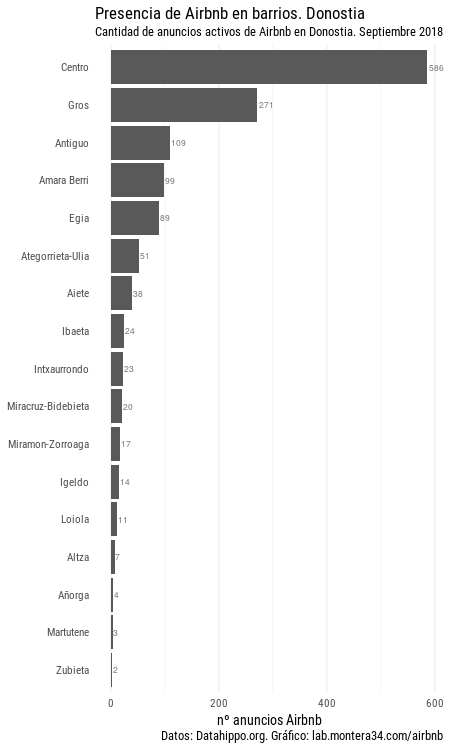 Presencia de Airbnb en barrios. Donostia
Cantidad de anuncios activos de Airbnb en Donostia. Septiembre 2018
Centro 586
Gros 271
Antiguo 109
Amara Berri 99
Egia 89
Ategorrieta-Ulia 51
Aiete 38
Ibaeta 24
Intxaurrondo 23
Miracruz-Bidebieta 20
Miramon-Zorroaga 17
Igeldo 14
Loiola 11
Altza 7
Añorga 4
Martutene 3
Zubieta 2
0 200 400 600
nº anuncios Airbnb
Datos: Datahippo.org. Gráfico: lab.montera34.com/airbnb